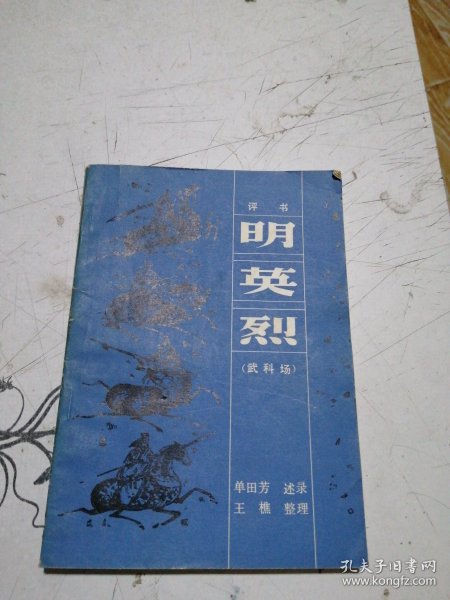 评书
明
英
烈
(武科场)
单田芳 述录
王樵 整理
孔夫子旧书网
www.kongfz.com